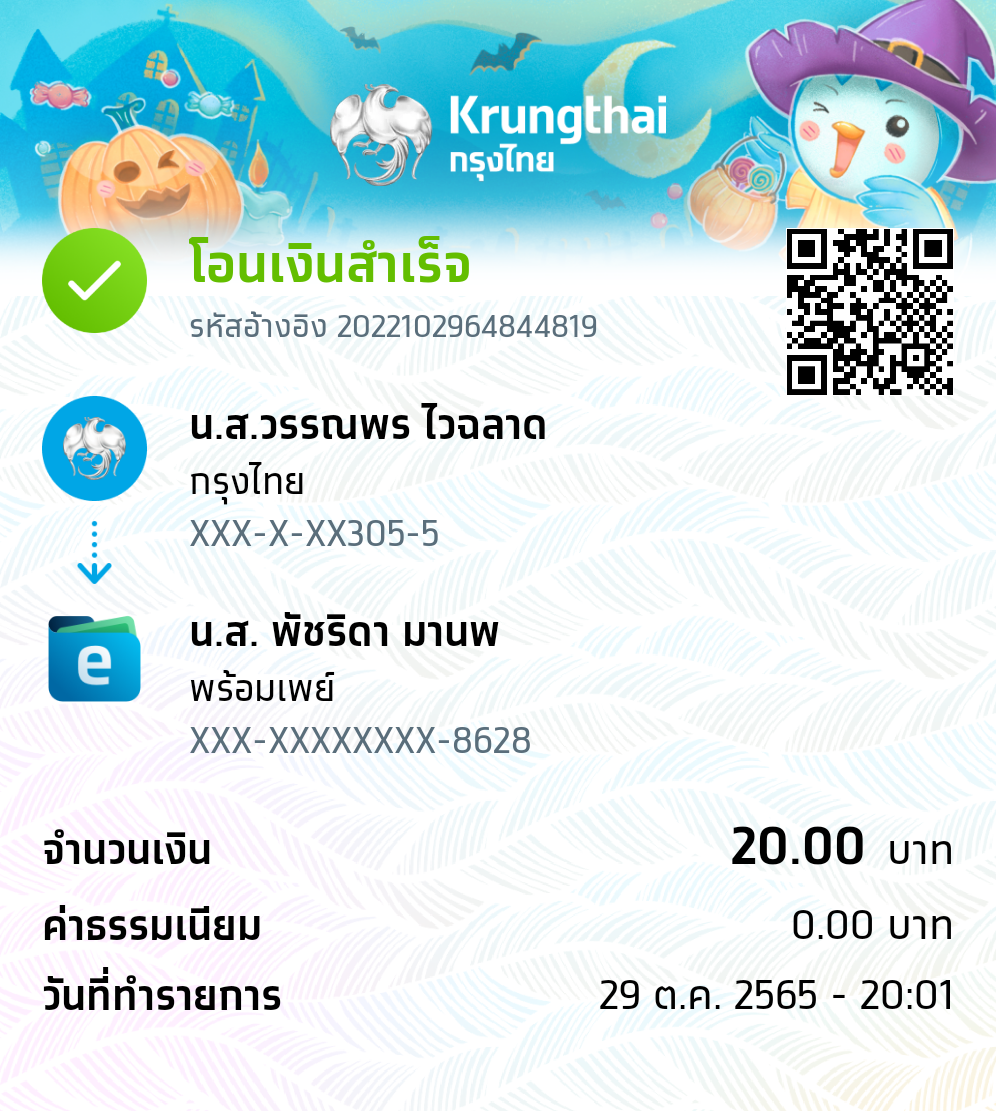 Krungthai
กรุงไทย
โอนเงินสำเร็จ
รหัสอ้างอิง 2022102964844819
น.ส.วรรณพร ไวฉลาด
กรุงไทย
XXX-X-XX305-5
e
น.ส. พัชริดา มานพ
พร้อมเพย์
XXX-XXXXXXXX-8628
จำนวนเงิน 20.00 บาท
ค่าธรรมเนียม 0.00 บาท
วันที่ทำรายการ 29 ต.ค. 2565 - 20:01